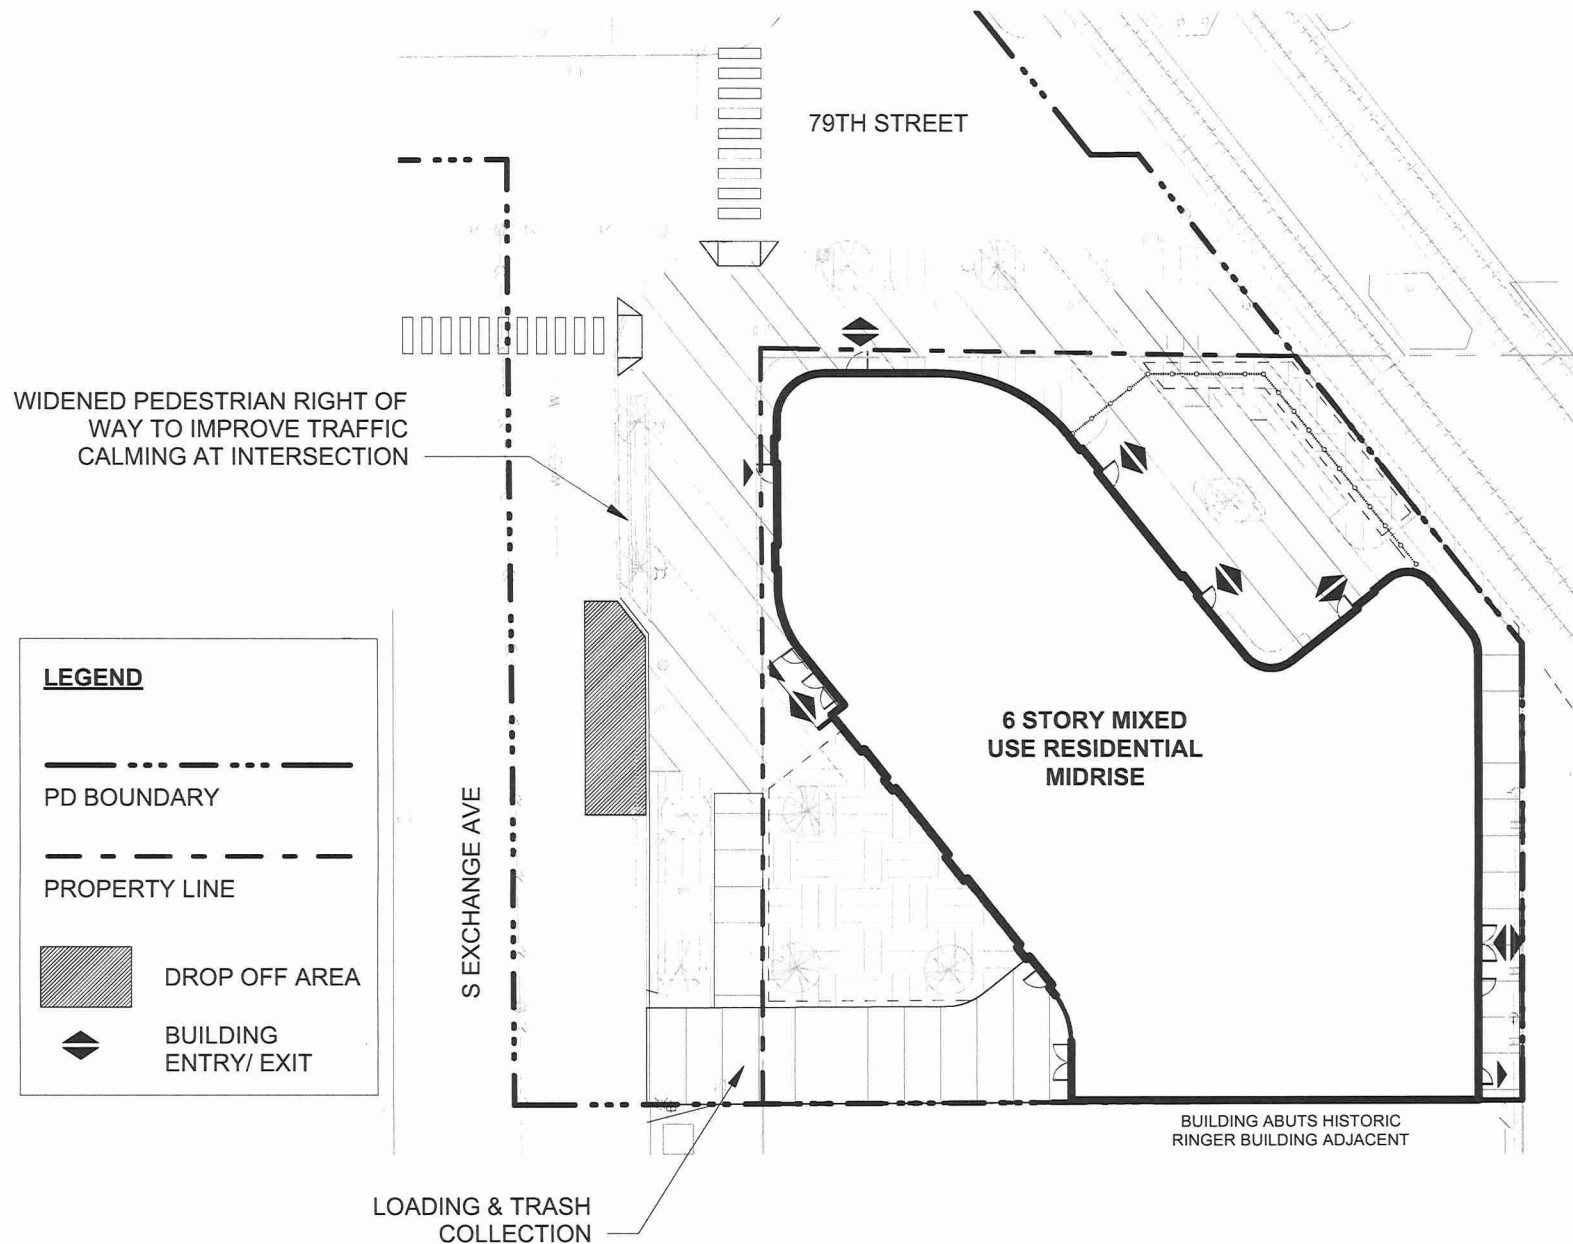 79TH STREET
WIDENED PEDESTRIAN RIGHT OF
WAY TO IMPROVE TRAFFIC
CALMING AT INTERSECTION
LEGEND
PD BOUNDARY
PROPERTY LINE
DROP OFF AREA
BUILDING
ENTRY/ EXIT
S EXCHANGE AVE
6 STORY MIXED
USE RESIDENTIAL
MIDRISE
BUILDING ABUTS HISTORIC
RINGER BUILDING ADJACENT
LOADING & TRASH
COLLECTION